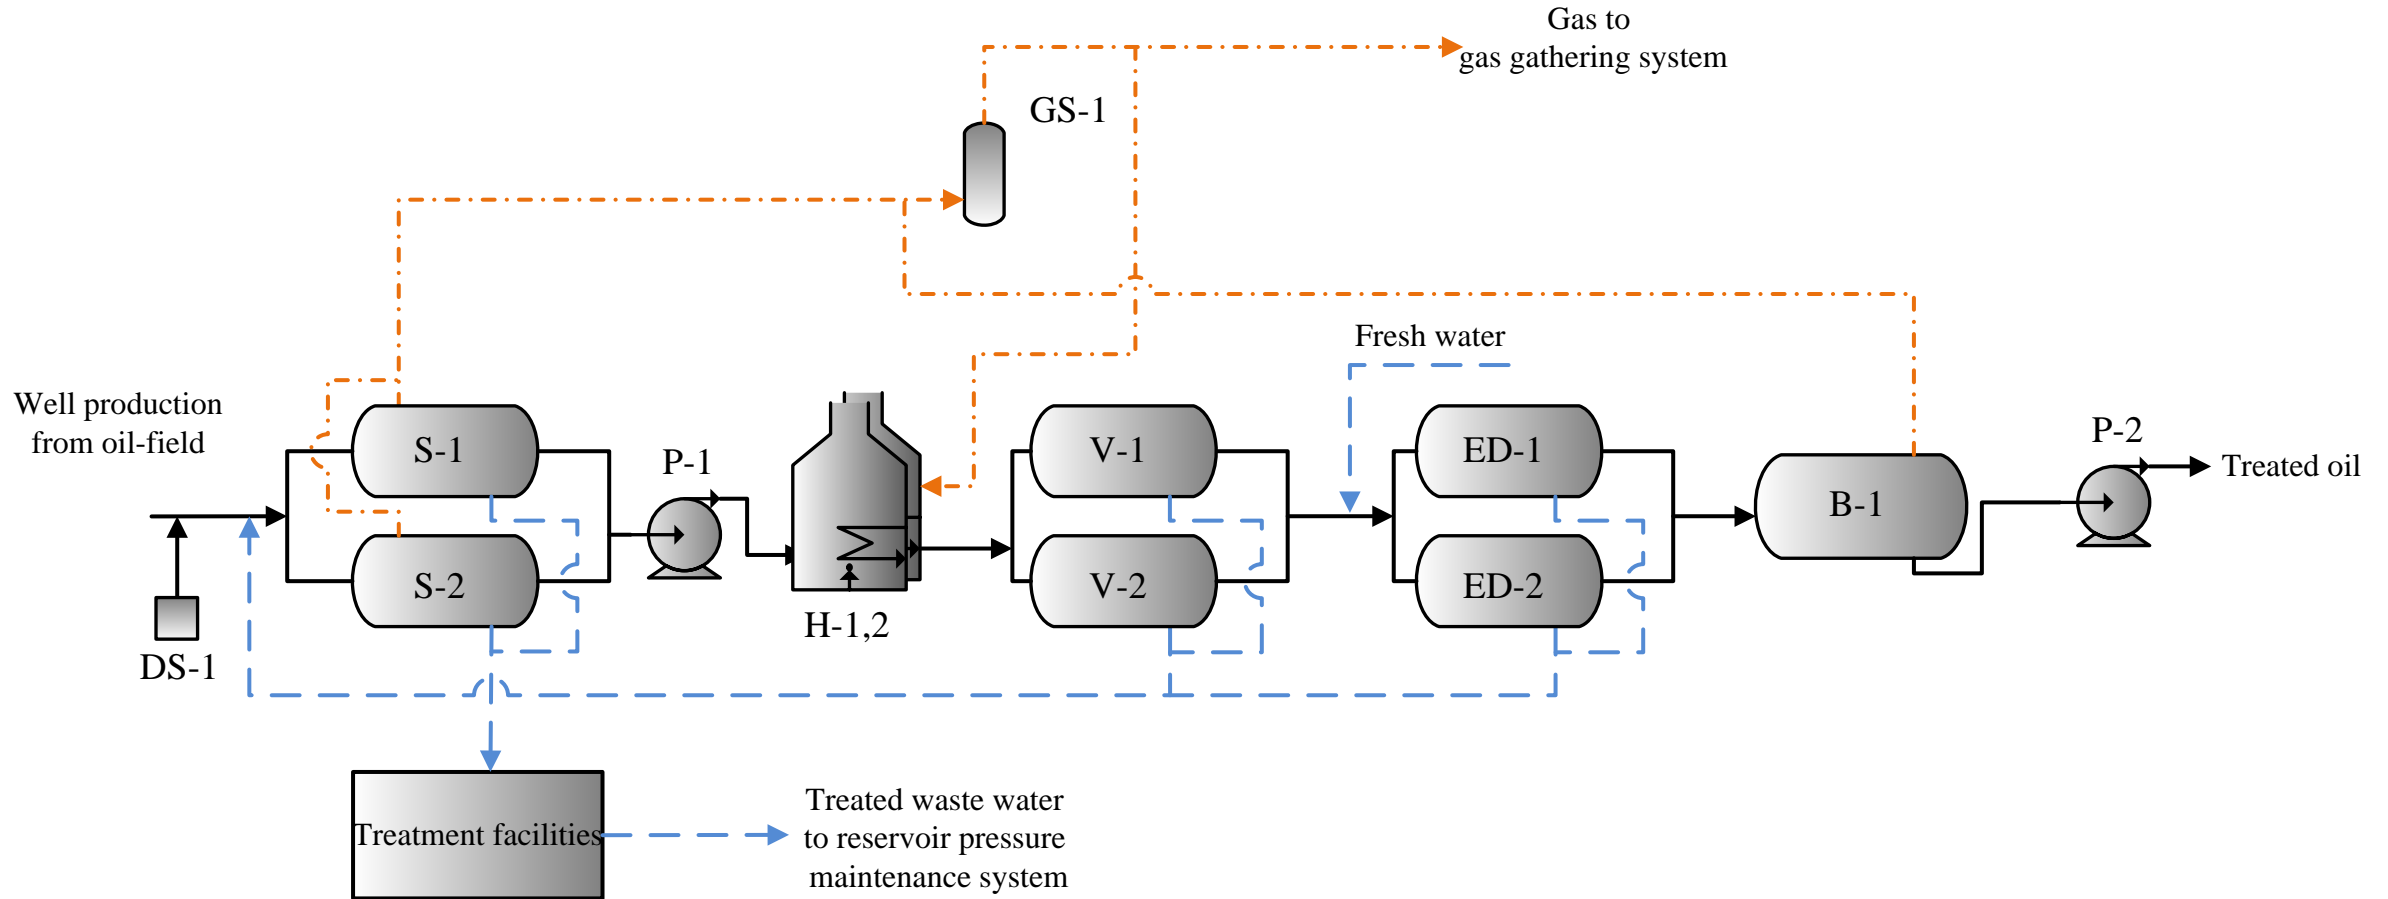 Gas to
gas gathering system
GS-1
Fresh water
Well production
from oil-field
S-1
S-2
P-1
H-1,2
V-1
V-2
ED-1
ED-2
B-1
P-2
Treated oil
DS-1
Treatment facilities
Treated waste water
to reservoir pressure
maintenance system